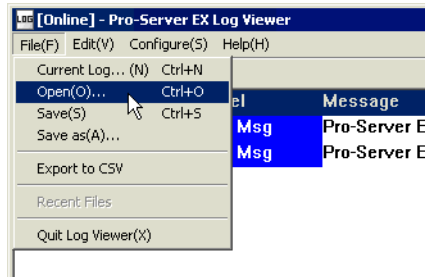 LOG [Online] - Pro-Server EX Log Viewer
File(F) Edit(V) Configure(S) Help(H)
Current Log... (N) Ctrl+N
Open(O)... Ctrl+O
el Message
Save(S) Ctrl+S
Msg Pro-Server E
Save as(A)...
Msg Pro-Server E
Export to CSV
Recent Files
Quit Log Viewer(X)